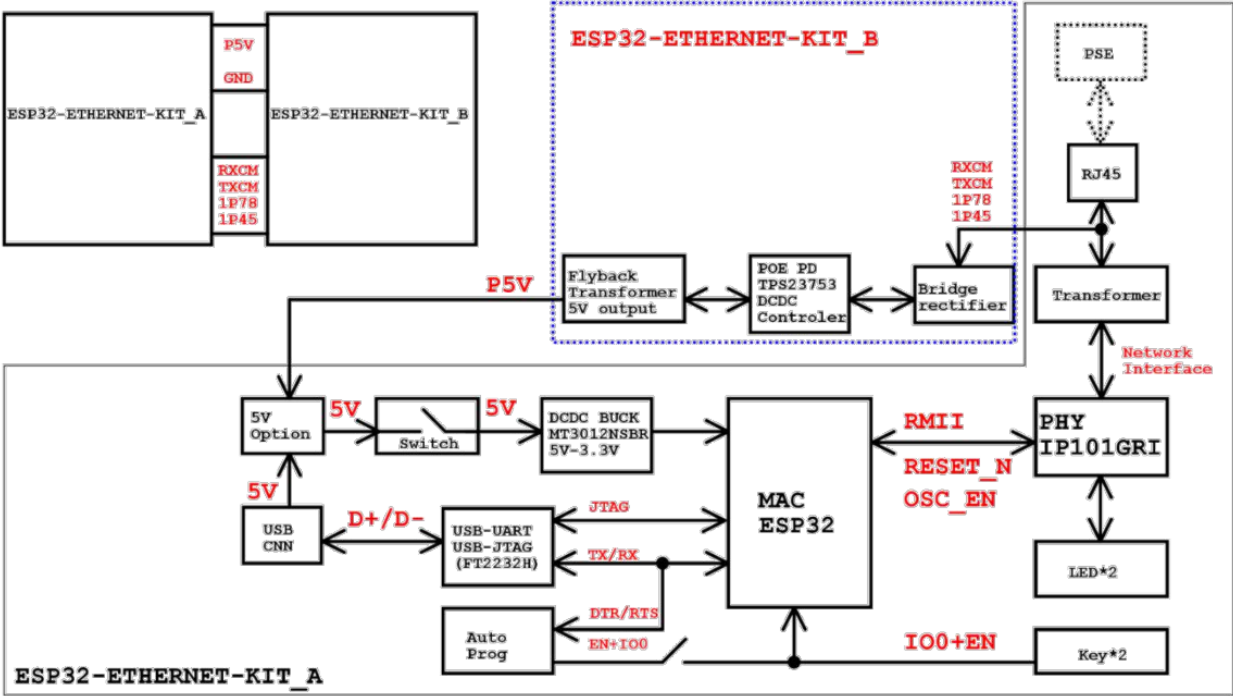 P5V
GND
ESP32-ETHERNET-KIT_A
ESP32-ETHERNET-KIT_B
RXCM
TXCM
1P78
1P45
ESP32-ETHERNET-KIT_B
PSE
RJ45
RXCM
TXCM
1P78
1P45
P5V
Flyback
Transformer
5V output
POE PD
TPS23753
DCDC
Controler
Bridge
rectifier
Transformer
Network
Interface
5V
Option
5V
Switch
5V
DCDC BUCK
MT3012NSBR
5V-3.3V
MAC
ESP32
RMII
RESET_N
OSC_EN
PHY
IP101GRI
5V
USB
CNN
D+/D-
USB-UART
USB-JTAG
(FT2232H)
JTAG
TX/RX
LED*2
DTR/RTS
EN+IO0
Auto
Prog
IO0+EN
Key*2
ESP32-ETHERNET-KIT_A